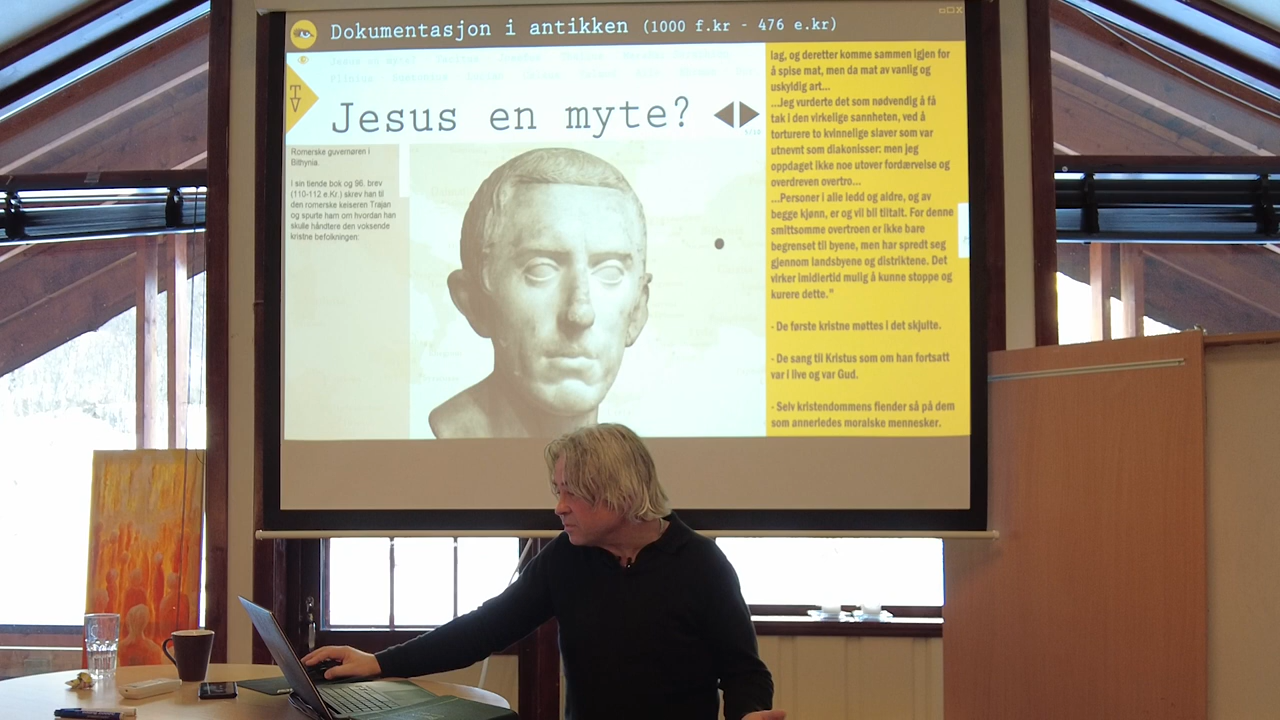 Dokumentasjon i antikken (1000 f.kr - 476 e.kr)
TV
Jesus en myte?
Romerske guvernøren i
Bithynia.
I sin tiende bok og 96. brev
(110-112 e.Kr.) skrev han til
den romerske keiseren Trajan
og spurte ham om hvordan han
skulle håndtere den voksende
kristne befolkningen:
lag, og deretter komme sammen igjen for
å spise mat, men da mat av vanlig og
uskyldig art...
...Jeg vurderte det som nødvendig å få
tak i den virkelige sannheten, ved å
torturere to kvinnelige slaver som var
utnevnt som diakonisser: men jeg
oppdaget ikke noe utover fordærvelse og
overdreven overtro...
...Personer i alle ledd og aldre, og av
begge kjønn, er og vil bli tiltalt. For denne
smittsomme overtroen er ikke bare
begrenset til byene, men har spredt seg
gjennom landsbyene og distriktene. Det
virker imidlertid mulig å kunne stoppe og
kurere dette."
- De første kristne møttes i det skjulte.
- De sang til Kristus som om han fortsatt
var i live og var Gud.
- Selv kristendommens fiender så på dem
som annerledes moralske mennesker.